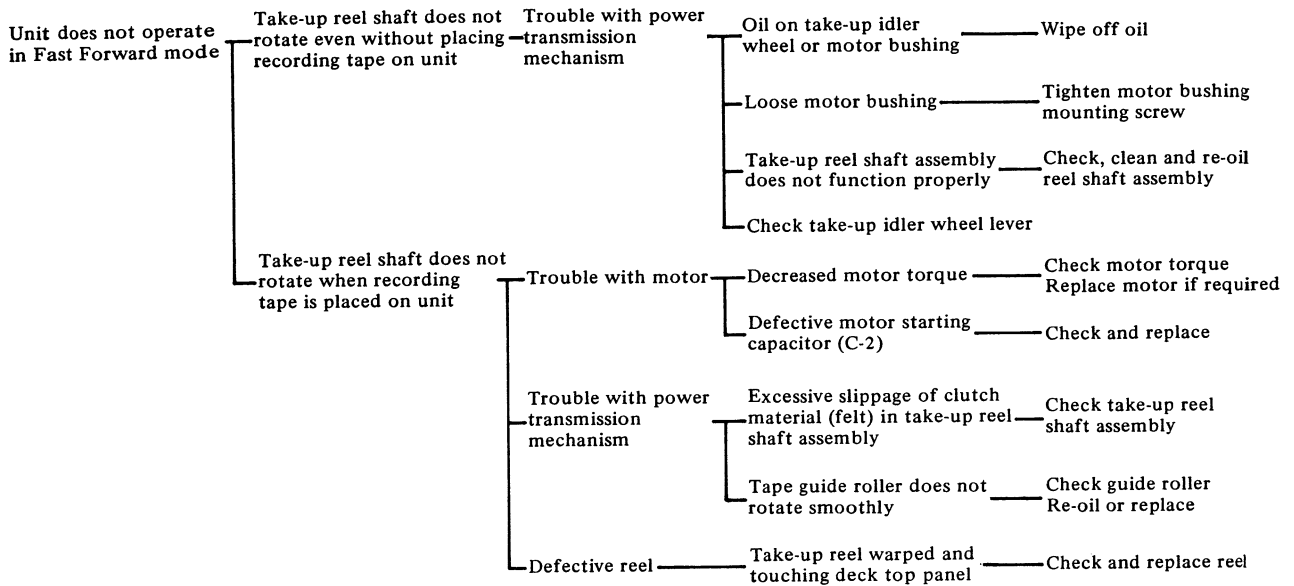 Unit does not operate
in Fast Forward mode
Take-up reel shaft does not
rotate even without placing
recording tape on unit
Trouble with power
transmission
mechanism
Oil on take-up idler
wheel or motor bushing
Wipe off oil
Loose motor bushing
Tighten motor bushing
mounting screw
Take-up reel shaft assembly
does not function properly
Check, clean and re-oil
reel shaft assembly
Check take-up idler wheel lever
Take-up reel shaft does not
rotate when recording
tape is placed on unit
Trouble with motor
Decreased motor torque
Check motor torque
Replace motor if required
Defective motor starting
capacitor (C-2)
Check and replace
Trouble with power
transmission
mechanism
Excessive slippage of clutch
material (felt) in take-up reel
shaft assembly
Check take-up reel
shaft assembly
Tape guide roller does not
rotate smoothly
Check guide roller
Re-oil or replace
Defective reel
Take-up reel warped and
touching deck top panel
Check and replace reel